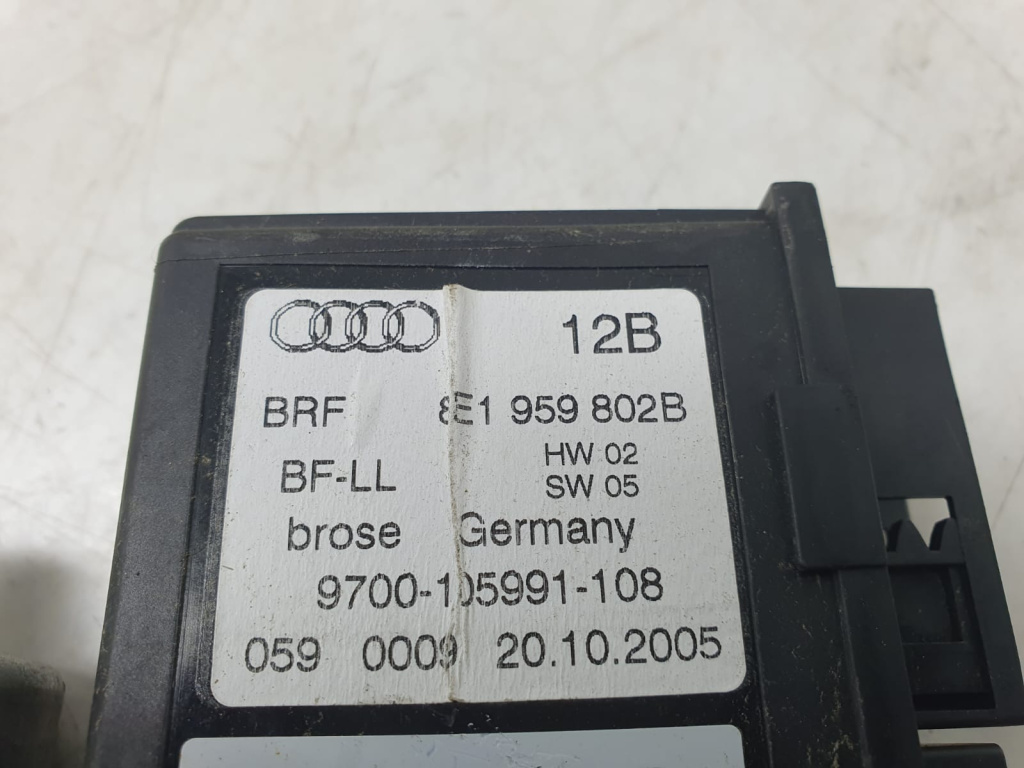 12B
BRF 8E1 959 802B
HW 02
BF-LL
SW 05
brose Germany
9700-105991-108
059 0009 20.10.2005